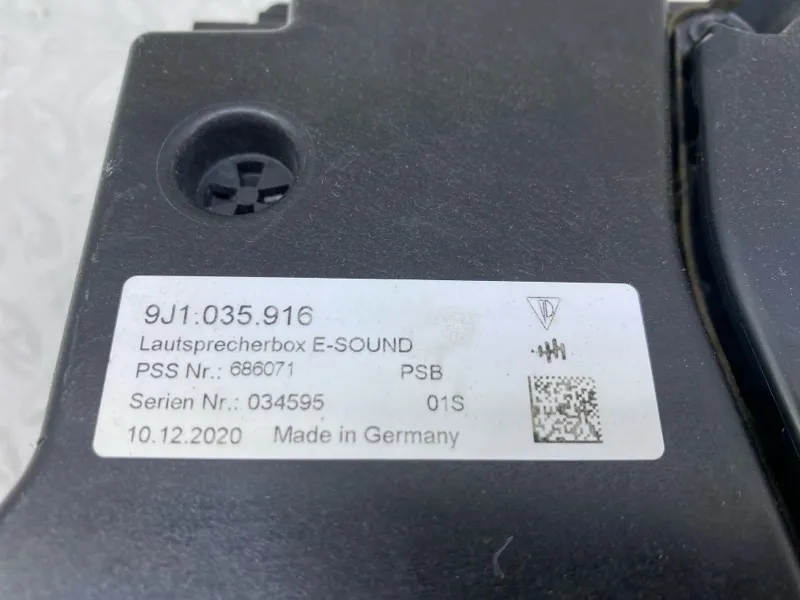 9J1.035.916
Lautsprecherbox E-SOUND
PSS Nr.: 686071 PSB
Serien Nr.: 034595 01S
10.12.2020 Made in Germany